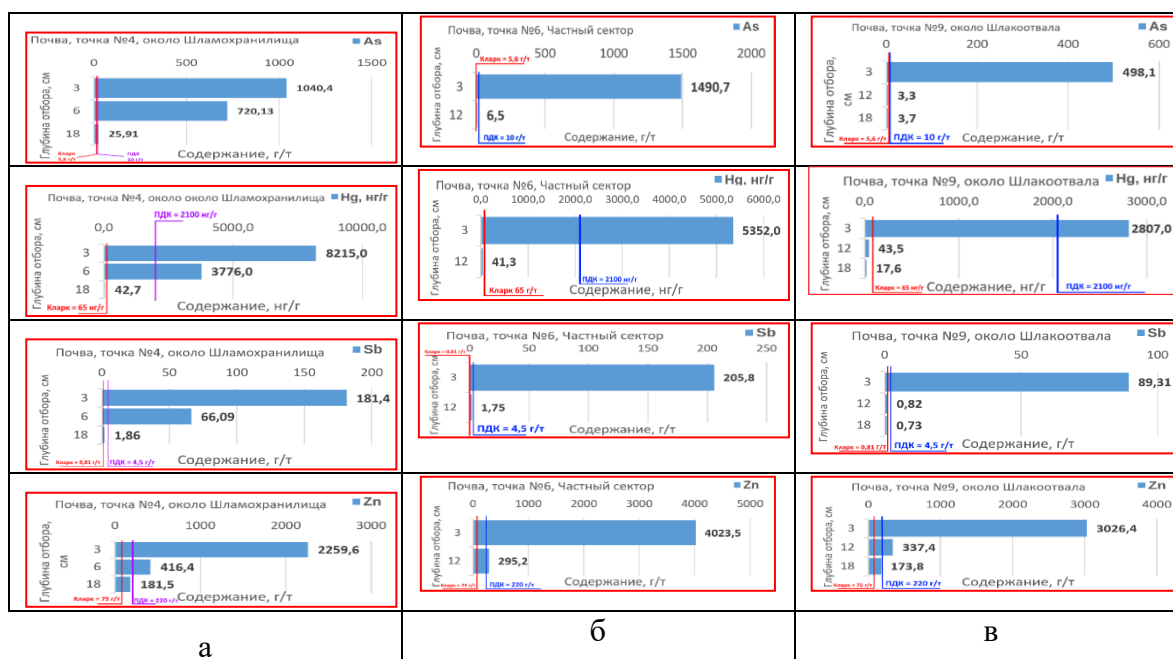 Почва, точка №4, около Шламохранилища
As
0
500
1000
1500
Глубина отбора, см
3
1040,4
6
720,13
18
25,91
Кларк = 5,6 г/т
ПДК = 10 г/т
Содержание, г/т
Почва, точка №6, Частный сектор
As
0
500
1000
1500
2000
Кларк = 5,6 г/т
Глубина отбора, см
3
1490,7
12
6,5
ПДК = 10 г/т
Содержание, г/т
Почва, точка №9, около Шлакоотвала
As
0
200
400
600
Глубина отбора, см
3
498,1
12
3,3
18
3,7
Кларк = 5,6 г/т
ПДК = 10 г/т
Содержание, г/т
Почва, точка №4, около около Шламохранилища
Hg, нг/г
ПДК = 2100 нг/г
0,0
5000,0
10000,0
Глубина отбора, см
3
8215,0
6
3776,0
18
42,7
Кларк = 65 нг/г
Содержание, нг/г
Почва, точка №6, Частный сектор
Hg, нг/г
0,0
1000,0
2000,0
3000,0
4000,0
5000,0
6000,0
Глубина отбора, см
3
5352,0
12
41,3
Кларк 65 г/т
ПДК = 2100 нг/г
Содержание, нг/г
Почва, точка №9, около Шлакоотвала
Hg, нг/г
0,0
1000,0
2000,0
3000,0
Глубина отбора, см
3
2807,0
12
43,5
18
17,6
Кларк = 65 нг/г
ПДК = 2100 нг/г
Содержание, нг/г
Почва, точка №4, около Шламохранилища
Sb
0
50
100
150
200
Глубина отбора, см
3
181,4
6
66,09
18
1,86
Кларк = 0,81 г/т
ПДК = 4,5 г/т
Содержание, г/т
Почва, точка №6, Частный сектор
Sb
0
50
100
150
200
250
Кларк = 0,81 г/т
Глубина отбора, см
3
205,8
12
1,75
ПДК = 4,5 г/т
Содержание, г/т
Почва, точка №9, около Шлакоотвала
Sb
0
50
100
Глубина отбора, см
3
89,31
12
0,82
18
0,73
Кларк = 0,81 г/т
ПДК = 4,5 г/т
Содержание, г/т
Почва, точка №4, около Шламохранилища
Zn
0
1000
2000
3000
Глубина отбора, см
3
2259,6
6
416,4
18
181,5
Кларк = 75 г/т
ПДК = 220 г/т
Содержание, г/т
Почва, точка №6, Частный сектор
Zn
0
1000
2000
3000
4000
5000
Глубина отбора, см
3
4023,5
12
295,2
Кларк = 75 г/т
ПДК = 220 г/т
Содержание, г/т
Почва, точка №9, около Шлакоотвала
Zn
0
1000
2000
3000
4000
Глубина отбора, см
3
3026,4
12
337,4
18
173,8
Кларк = 75 г/т
ПДК = 220 г/т
Содержание, г/т
а
б
в